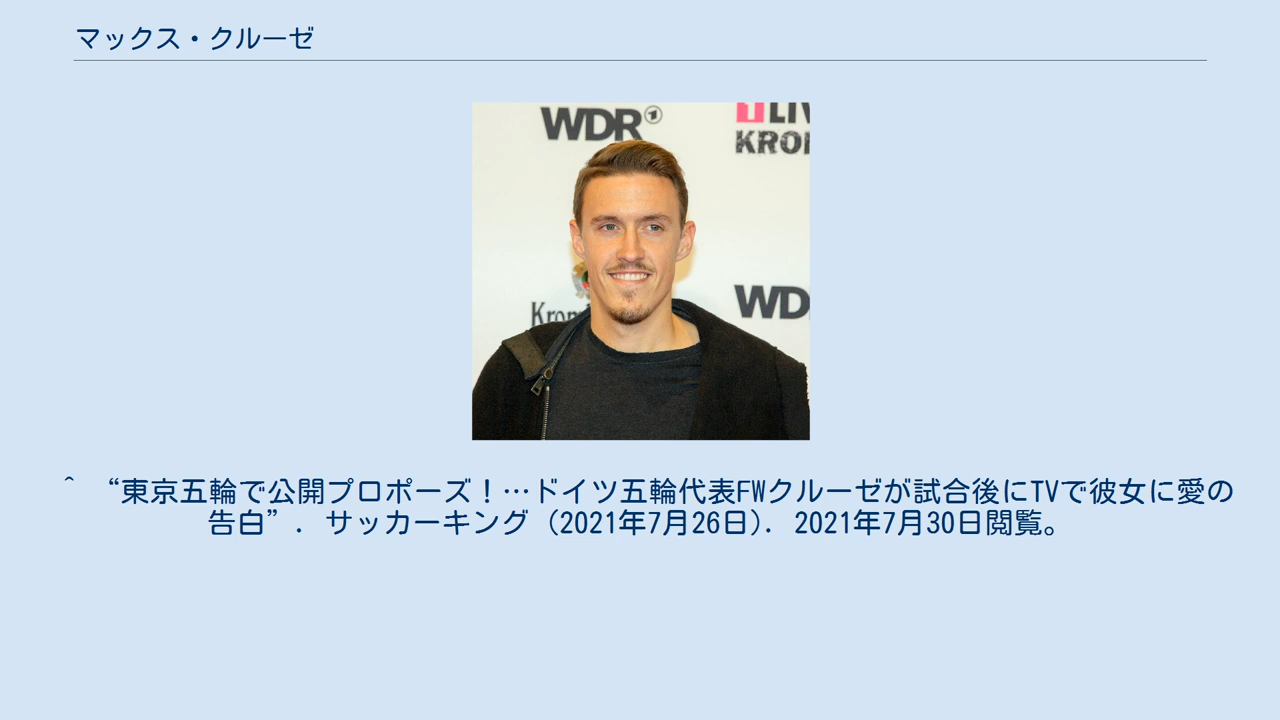 マックス・クルーゼ
WDR
1LIV
KRO
WD
Krom
^ “東京五輪で公開プロポーズ！…ドイツ五輪代表FWクルーゼが試合後にTVで彼女に愛の
告白”. サッカーキング (2021年7月26日). 2021年7月30日閲覧。